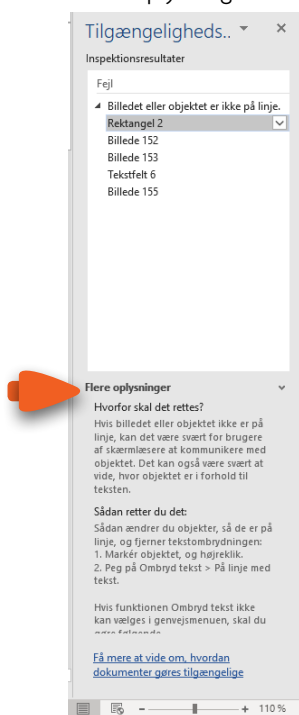 Tilgængeligheds..
Inspektionsresultater
Fejl
Billedet eller objektet er ikke på linje.
Rektangel 2
Billede 152
Billede 153
Tekstfelt 6
Billede 155
Flere oplysninger
Hvorfor skal det rettes?
Hvis billedet eller objektet ikke er på
linje, kan det være svært for brugere
af skærmlæsere at kommunikere med
objektet. Det kan også være svært at
vide, hvor objektet er i forhold til
teksten.
Sådan retter du det:
Sådan ændrer du objekter, så de er på
linje, og fjerner tekstombrydningen:
1. Markér objektet, og højreklik.
2. Peg på Ombryd tekst > På linje med
tekst.
Hvis funktionen Ombryd tekst ikke
kan vælges i genvejsmenuen, skal du
Få mere at vide om, hvordan
dokumenter gøres tilgængelige
- + 110 %